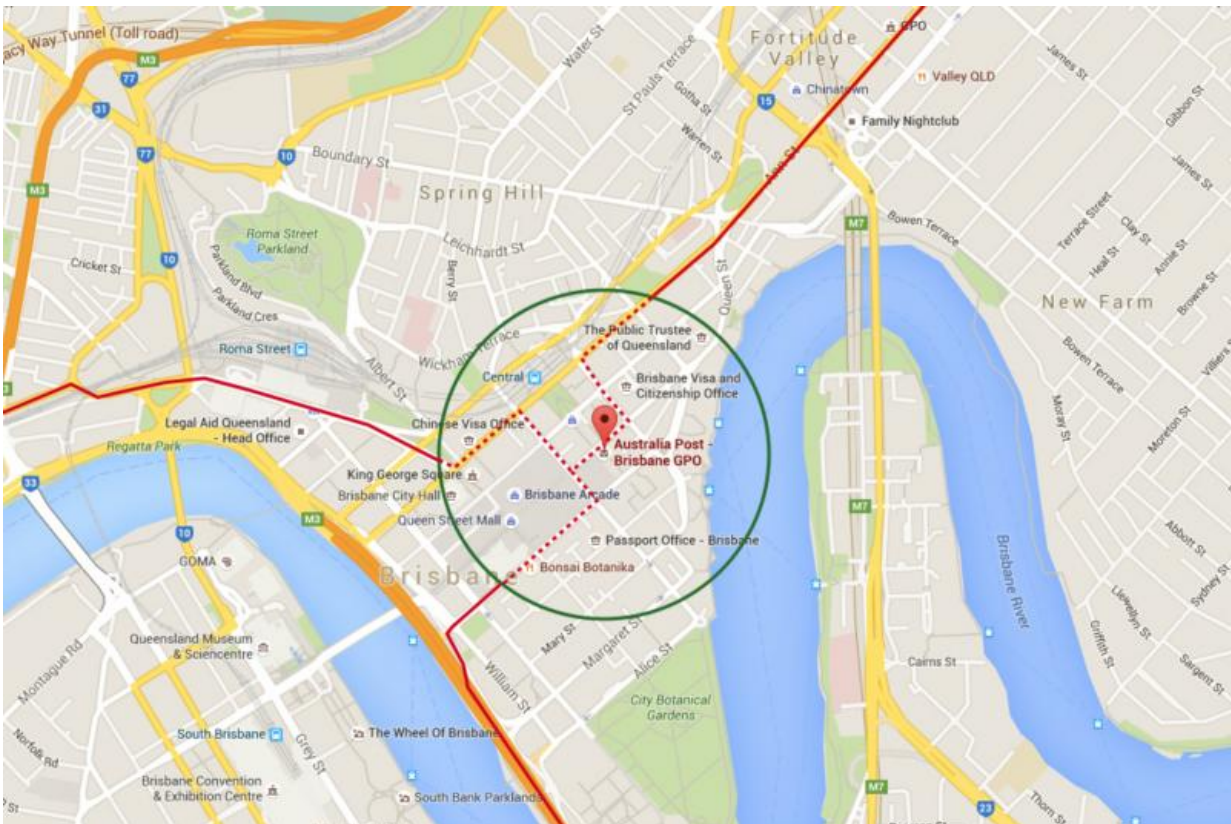 acy Way Tunnel (Toll road)
M3
77
31
77
10
M3
10
Water St
St Pauls Terrace
Gotha St
Warren St
Fortitude
Valley
GPO
Valley QLD
15
Chinatown
Family Nightclub
Ann St
James St
Gibbon St
James St
Boundary St
Spring Hill
Leichhardt St
Berry St
Roma Street
Parkland
Parkland Blvd
Parkland Cres
Cricket St
Albert St
Wickham Terrace
Roma Street
Queen St
M7
Bowen Terrace
Terrace Street
Clay St
Heal St
Annie St
Browne St
New Farm
Bowen Terrace
Moray St
Moreton St
The Public Trustee
of Queensland
Central
Brisbane Visa and
Citizenship Office
Chinese Visa Office
Australia Post -
Brisbane GPO
Legal Aid Queensland
- Head Office
Regatta Park
King George Square
Brisbane City Hall
Brisbane Arcade
Queen Street Mall
33
M3
10
Passport Office - Brisbane
Bonsai Botanika
Brisbane
GOMA
M7
Brisbane River
Abbott St
Sydney St
Llewellyn St
Griffith St
Sargent St
Queensland Museum
& Sciencentre
Montague Rd
Mary St
Margaret St
Alice St
William St
Cairns St
City Botanical
Gardens
South Brisbane
The Wheel Of Brisbane
Grey St
Norfolk Rd
Brisbane Convention
& Exhibition Centre
South Bank Parklands
M7
23
Thorn St